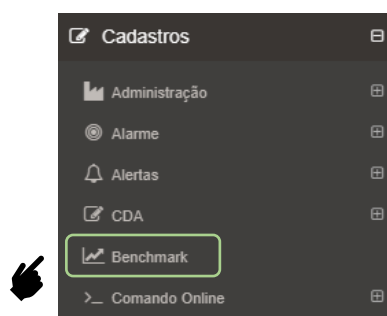 Cadastros
Administração
Alarme
Alertas
CDA
Benchmark
Comando Online